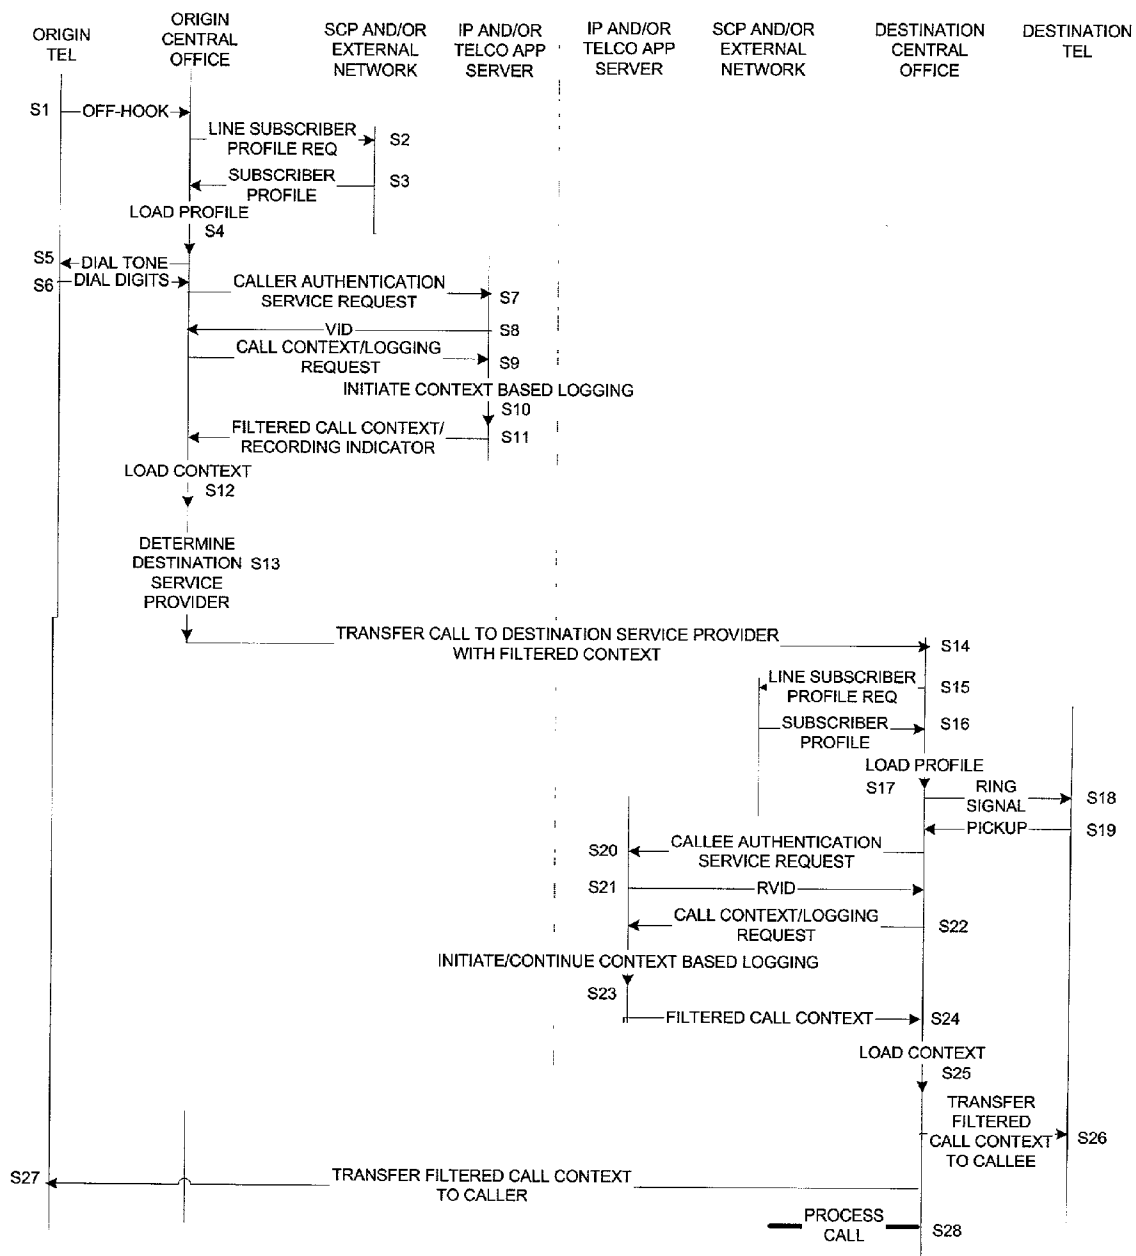 ORIGIN
TEL
ORIGIN
CENTRAL
OFFICE
SCP AND/OR
EXTERNAL
NETWORK
IP AND/OR
TELCO APP
SERVER
IP AND/OR
TELCO APP
SERVER
SCP AND/OR
EXTERNAL
NETWORK
DESTINATION
CENTRAL
OFFICE
DESTINATION
TEL
S1 OFF-HOOK
LINE SUBSCRIBER
PROFILE REQ
S2
SUBSCRIBER
PROFILE
S3
LOAD PROFILE
S4
S5 DIAL TONE
S6 DIAL DIGITS
CALLER AUTHENTICATION
SERVICE REQUEST
S7
VID S8
CALL CONTEXT/LOGGING
REQUEST
S9
INITIATE CONTEXT BASED LOGGING
S10
FILTERED CALL CONTEXT/
RECORDING INDICATOR
S11
LOAD CONTEXT
S12
DETERMINE
DESTINATION S13
SERVICE
PROVIDER
TRANSFER CALL TO DESTINATION SERVICE PROVIDER
WITH FILTERED CONTEXT
S14
LINE SUBSCRIBER
PROFILE REQ
S15
SUBSCRIBER
PROFILE
S16
LOAD PROFILE
S17
RING
SIGNAL
S18
PICKUP S19
S20
CALLEE AUTHENTICATION
SERVICE REQUEST
S21 RVID
CALL CONTEXT/LOGGING
REQUEST
S22
INITIATE/CONTINUE CONTEXT BASED LOGGING
S23
FILTERED CALL CONTEXT S24
LOAD CONTEXT
S25
TRANSFER
FILTERED
CALL CONTEXT
TO CALLEE
S26
S27
TRANSFER FILTERED CALL CONTEXT
TO CALLER
PROCESS
CALL
S28